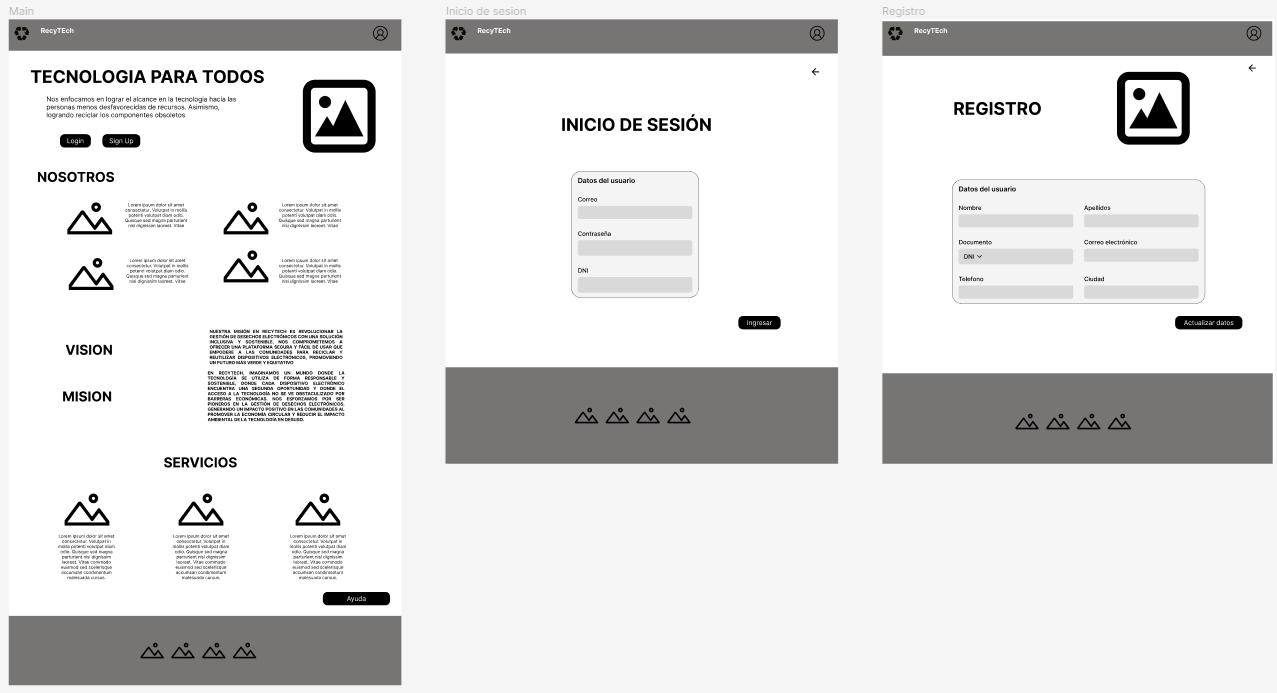 Main
RecyTEch
TECNOLOGIA PARA TODOS
Nos enfocamos en lograr el alcance en la tecnologia hacia las
personas menos desfavorecidas de recursos. Asimismo,
logrando reciclar los componentes obsoletos
Login
Sign Up
NOSOTROS
Lorem ipsum dolor sit amet
consectetur. Volutpat in mollis
potenti volutpat diam odio.
Quisque sed magna parturient
nisi dignissim laoreet. Vitae
Lorem ipsum dolor sit amet
consectetur. Volutpat in mollis
potenti volutpat diam odio.
Quisque sed magna parturient
nisi dignissim laoreet. Vitae
Lorem ipsum dolor sit amet
consectetur. Volutpat in mollis
potenti volutpat diam odio.
Quisque sed magna parturient
nisi dignissim laoreet. Vitae
Lorem ipsum dolor sit amet
consectetur. Volutpat in mollis
potenti volutpat diam odio.
Quisque sed magna parturient
nisi dignissim laoreet. Vitae
VISION
NUESTRA MISIÓN EN RECYTECH ES REVOLUCIONAR LA
GESTIÓN DE DESECHOS ELECTRÓNICOS CON UNA SOLUCIÓN
INCLUSIVA Y SOSTENIBLE. NOS COMPROMETEMOS A
OFRECER UNA PLATAFORMA SEGURA Y FÁCIL DE USAR QUE
EMPODERE A LAS COMUNIDADES PARA RECICLAR Y
REUTILIZAR DISPOSITIVOS ELECTRÓNICOS, PROMOVIENDO
UN FUTURO MÁS VERDE Y EQUITATIVO
MISION
EN RECYTECH, IMAGINAMOS UN MUNDO DONDE LA
TECNOLOGÍA SE UTILIZA DE FORMA RESPONSABLE Y
SOSTENIBLE, DONDE CADA DISPOSITIVO ELECTRÓNICO
ENCUENTRA UNA SEGUNDA OPORTUNIDAD Y DONDE EL
ACCESO A LA TECNOLOGÍA NO SE VE OBSTACULIZADO POR
BARRERAS ECONÓMICAS. NOS ESFORZAMOS POR SER
PIONEROS EN LA GESTIÓN DE DESECHOS ELECTRÓNICOS,
GENERANDO UN IMPACTO POSITIVO EN LAS COMUNIDADES AL
PROMOVER LA ECONOMÍA CIRCULAR Y REDUCIR EL IMPACTO
AMBIENTAL DE LA TECNOLOGÍA EN DESUSO.
SERVICIOS
Lorem ipsum dolor sit amet
consectetur. Volutpat in
mollis potenti volutpat diam
odio. Quisque sed magna
parturient nisi dignissim
laoreet. Vitae commodo
euismod sed scelerisque
accumsan condimentum
malesuada cursus.
Lorem ipsum dolor sit amet
consectetur. Volutpat in
mollis potenti volutpat diam
odio. Quisque sed magna
parturient nisi dignissim
laoreet. Vitae commodo
euismod sed scelerisque
accumsan condimentum
malesuada cursus.
Lorem ipsum dolor sit amet
consectetur. Volutpat in
mollis potenti volutpat diam
odio. Quisque sed magna
parturient nisi dignissim
laoreet. Vitae commodo
euismod sed scelerisque
accumsan condimentum
malesuada cursus.
Ayuda
Inicio de sesion
RecyTEch
INICIO DE SESIÓN
Datos del usuario
Correo
Contraseña
DNI
Ingresar
Registro
RecyTEch
REGISTRO
Datos del usuario
Nombre
Apellidos
Documento
Correo electrónico
DNI
Telefono
Ciudad
Actualizar datos